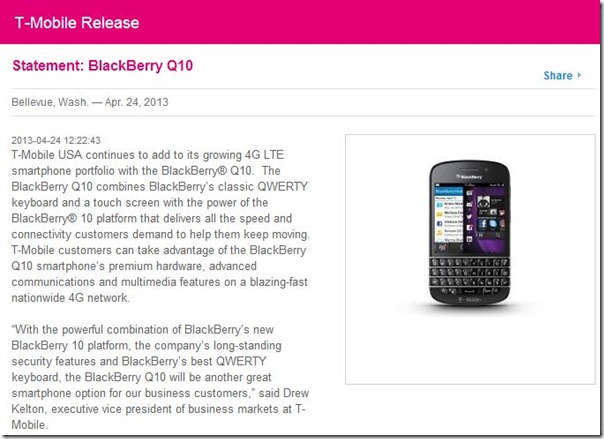 T-Mobile Release
Statement: BlackBerry Q10
Share
Bellevue, Wash. — Apr. 24, 2013
2013-04-24 12:22:43
T-Mobile USA continues to add to its growing 4G LTE
smartphone portfolio with the BlackBerry® Q10.  The
BlackBerry Q10 combines BlackBerry's classic QWERTY
keyboard and a touch screen with the power of the
BlackBerry® 10 platform that delivers all the speed and
connectivity customers demand to help them keep moving.
T-Mobile customers can take advantage of the BlackBerry
Q10 smartphone's premium hardware, advanced
communications and multimedia features on a blazing-fast
nationwide 4G network.
“With the powerful combination of BlackBerry's new
BlackBerry 10 platform, the company's long-standing
security features and BlackBerry's best QWERTY
keyboard, the BlackBerry Q10 will be another great
smartphone option for our business customers,” said Drew
Kelton, executive vice president of business markets at T-
Mobile.
BlackBerry
T-Mobile